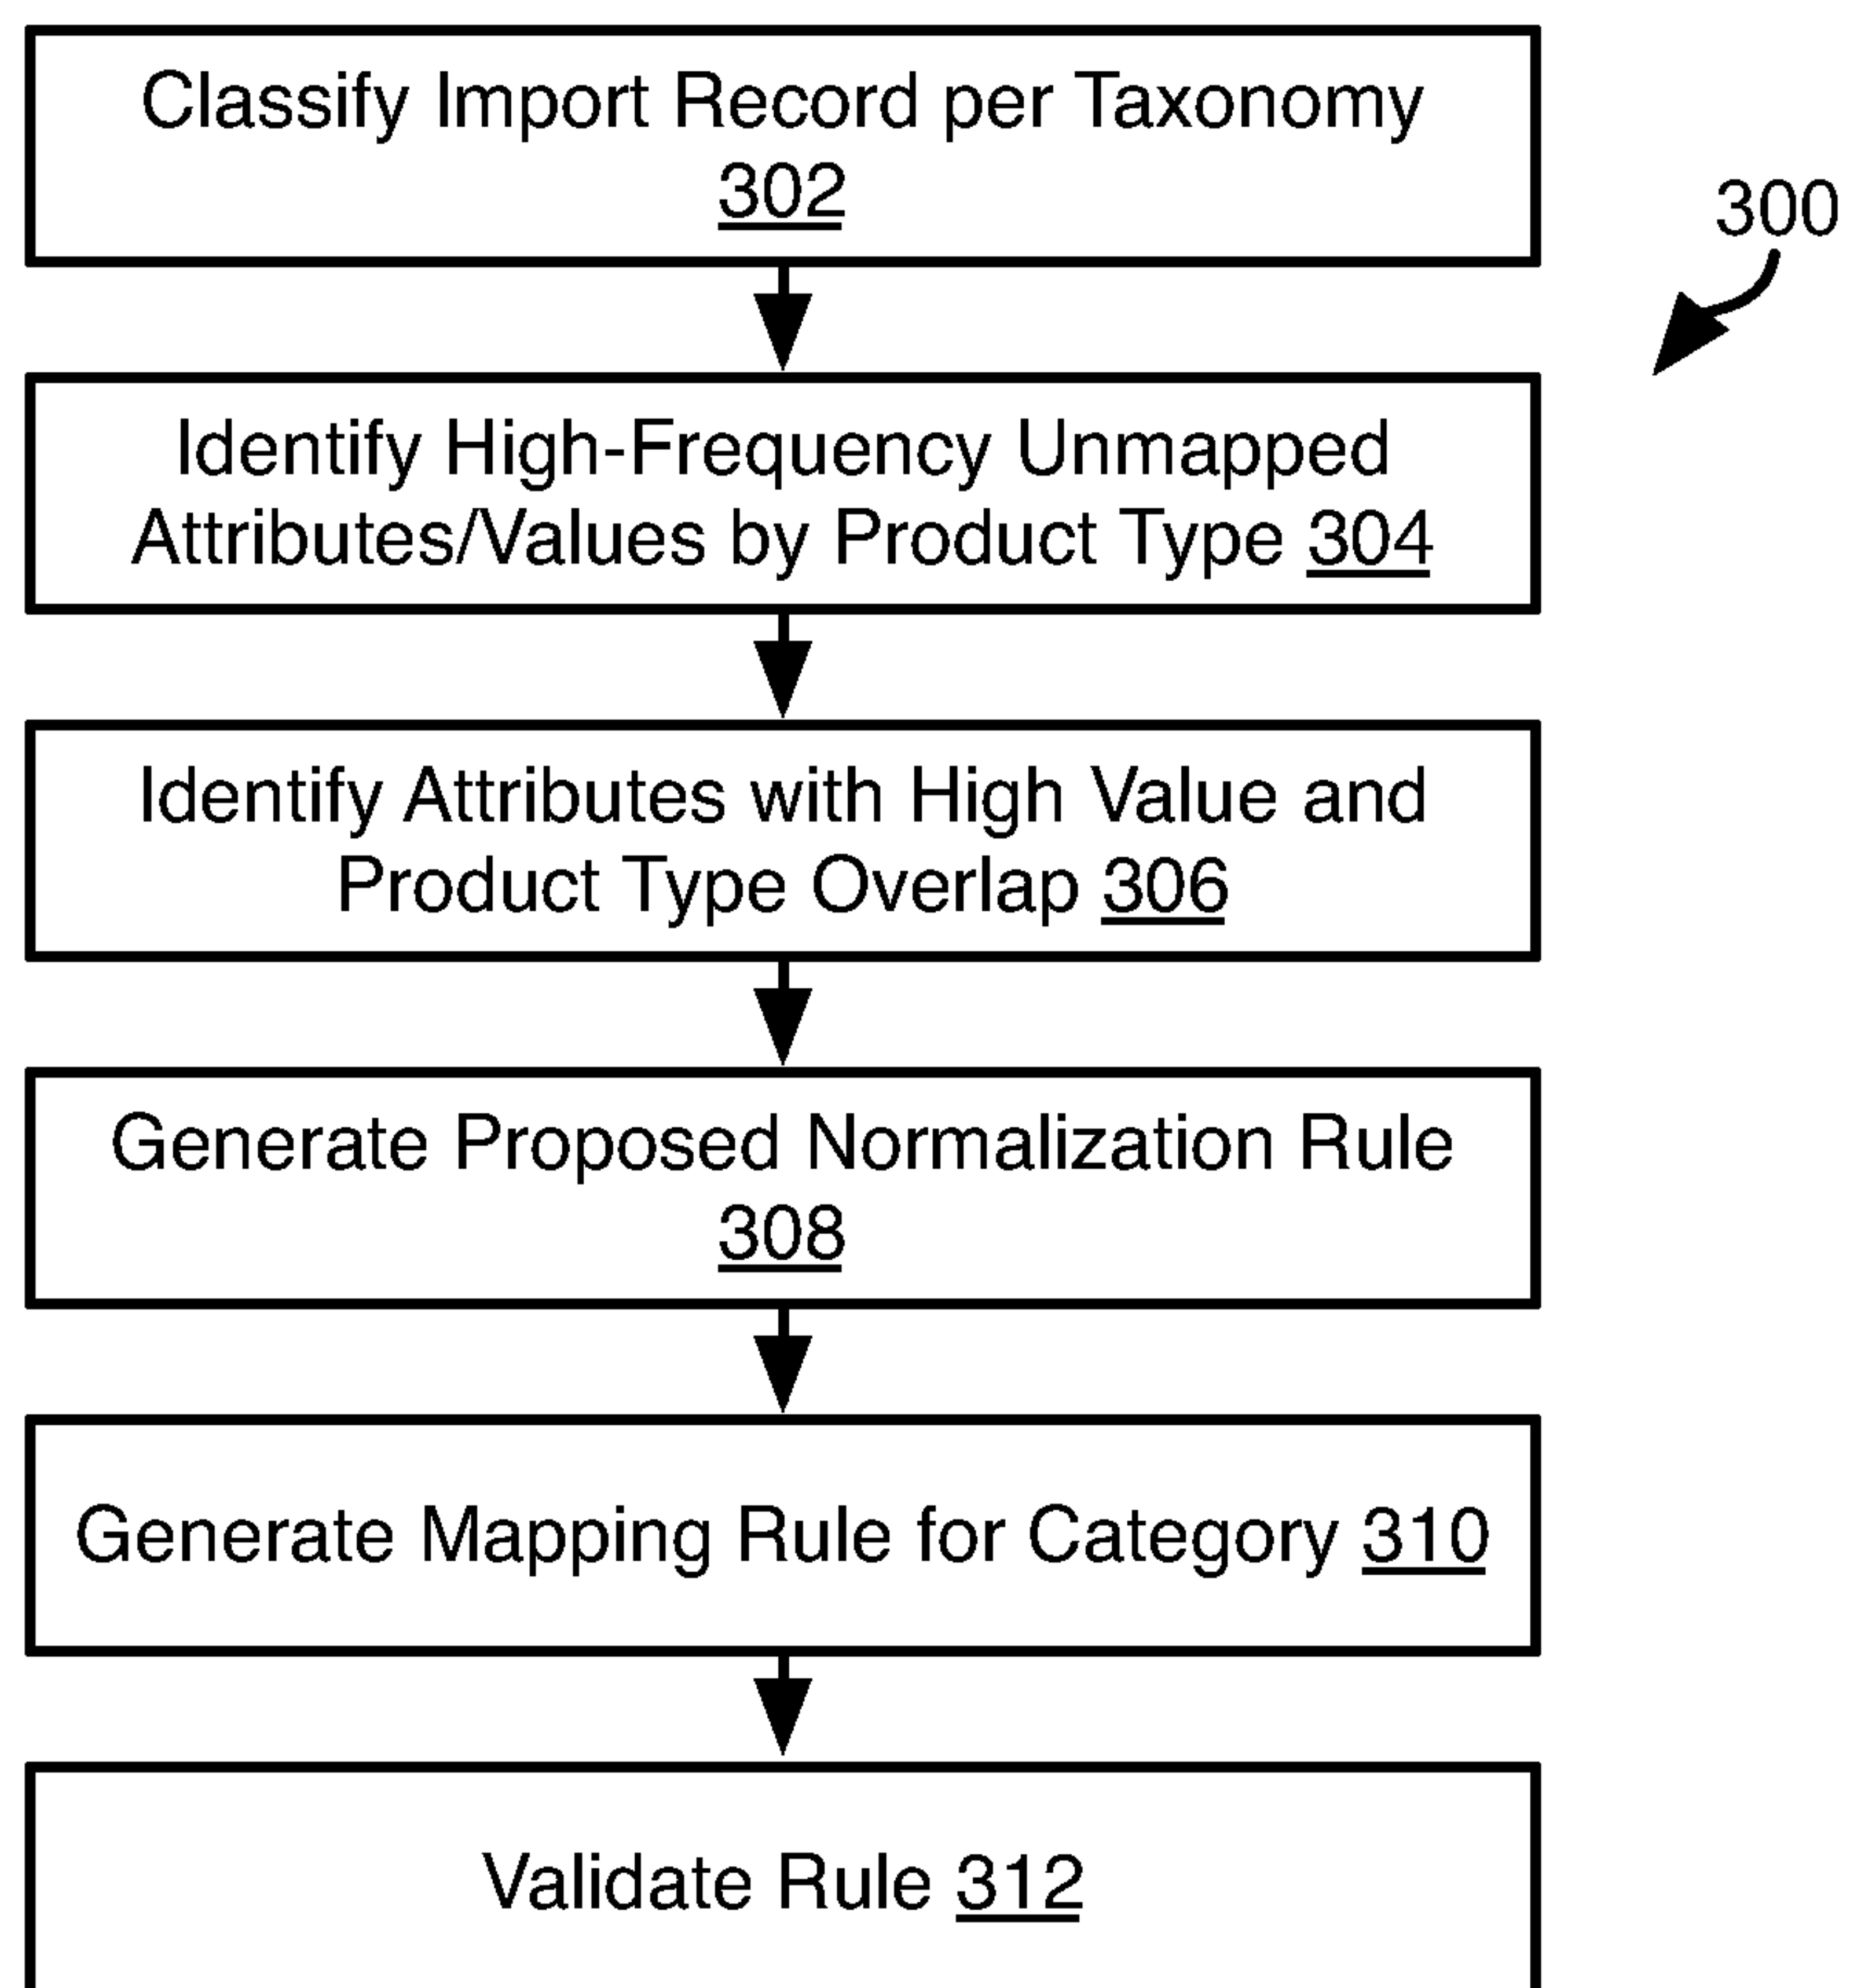 Classify Import Record per Taxonomy
302
300
Identify High-Frequency Unmapped
Attributes/Values by Product Type 304
Identify Attributes with High Value and
Product Type Overlap 306
Generate Proposed Normalization Rule
308
Generate Mapping Rule for Category 310
Validate Rule 312